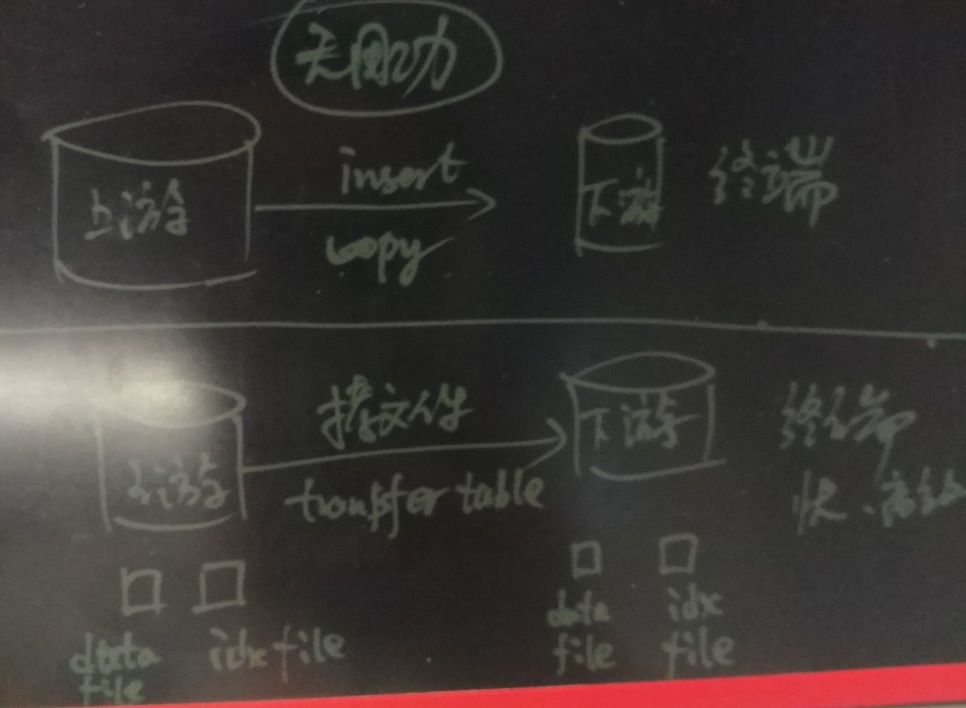 无用功
上游
insert
copy
下游
终端
上游
拷文件
transfer table
下游
终端
快、高效
data file
idx file
data file
idx file